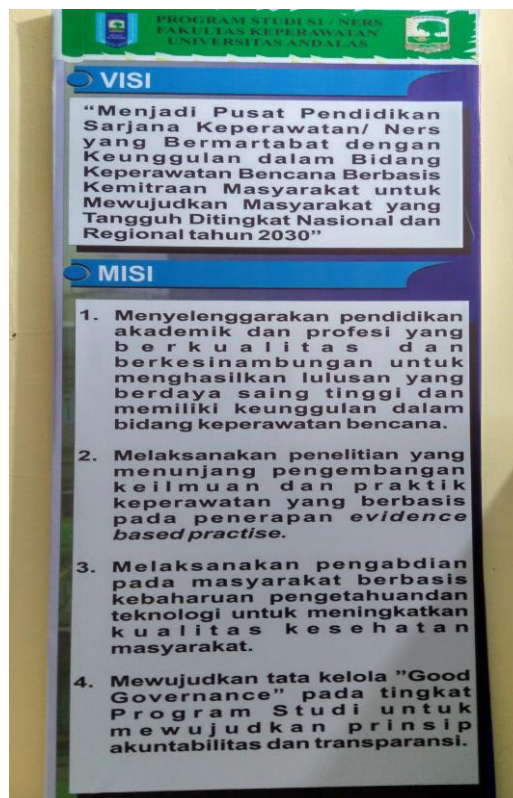 PROGRAM STUDI S1 / NERS
FAKULTAS KEPERAWATAN
UNIVERSITAS ANDALAS
VISI
“Menjadi Pusat Pendidikan
Sarjana Keperawatan/ Ners
yang Bermartabat dengan
Keunggulan dalam Bidang
Keperawatan Bencana Berbasis
Kemitraan Masyarakat untuk
Mewujudkan Masyarakat yang
Tangguh Ditingkat Nasional dan
Regional tahun 2030”
MISI
1. Menyelenggarakan pendidikan
akademik dan profesi yang
berkualitas dan
berkesinambungan untuk
menghasilkan lulusan yang
berdaya saing tinggi dan
memiliki keunggulan dalam
bidang keperawatan bencana.
2. Melaksanakan penelitian yang
menunjang pengembangan
keilmuan dan praktik
keperawatan yang berbasis
pada penerapan evidence
based practise.
3. Melaksanakan pengabdian
pada masyarakat berbasis
kebaharuan pengetahuandan
teknologi untuk meningkatkan
kualitas kesehatan
masyarakat.
4. Mewujudkan tata kelola ”Good
Governance” pada tingkat
Program Studi untuk
mewujudkan prinsip
akuntabilitas dan transparansi.